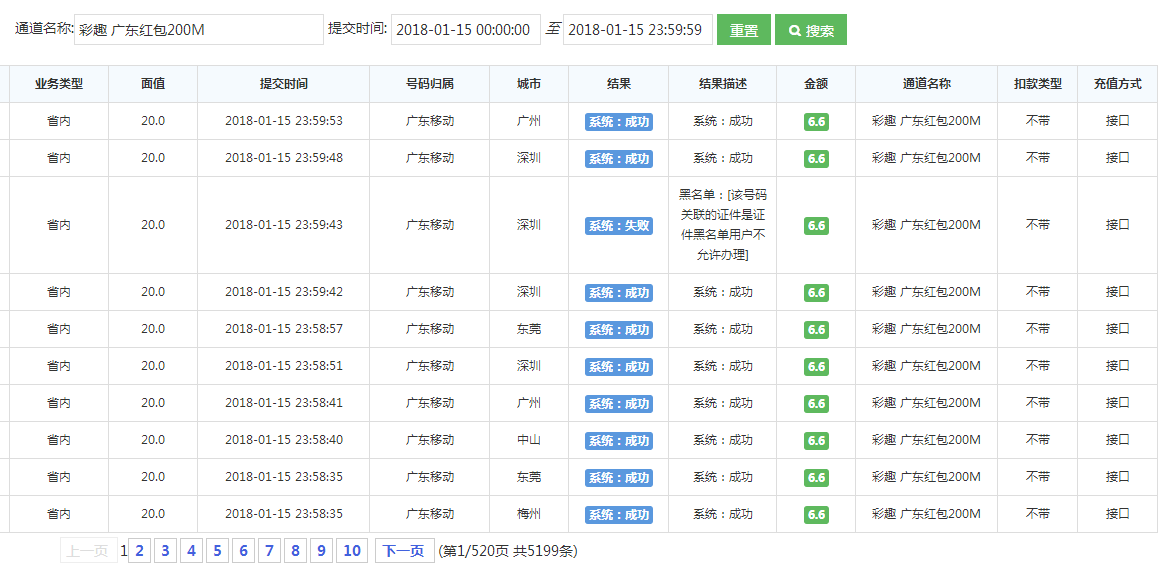 通道名称: 彩趣 广东红包200M 提交时间: 2018-01-15 00:00:00 至 2018-01-15 23:59:59 重置 搜索
业务类型 面值 提交时间 号码归属 城市 结果 结果描述 金额 通道名称 扣款类型 充值方式
省内 20.0 2018-01-15 23:59:53 广东移动 广州 系统：成功 系统：成功 6.6 彩趣 广东红包200M 不带 接口
省内 20.0 2018-01-15 23:59:48 广东移动 深圳 系统：成功 系统：成功 6.6 彩趣 广东红包200M 不带 接口
黑名单：[该号码
关联的证件是证
省内 20.0 2018-01-15 23:59:43 广东移动 深圳 系统：失败 件黑名单用户不 6.6 彩趣 广东红包200M 不带 接口
允许办理]
省内 20.0 2018-01-15 23:59:42 广东移动 深圳 系统：成功 系统：成功 6.6 彩趣 广东红包200M 不带 接口
省内 20.0 2018-01-15 23:58:57 广东移动 东莞 系统：成功 系统：成功 6.6 彩趣 广东红包200M 不带 接口
省内 20.0 2018-01-15 23:58:51 广东移动 深圳 系统：成功 系统：成功 6.6 彩趣 广东红包200M 不带 接口
省内 20.0 2018-01-15 23:58:41 广东移动 广州 系统：成功 系统：成功 6.6 彩趣 广东红包200M 不带 接口
省内 20.0 2018-01-15 23:58:40 广东移动 中山 系统：成功 系统：成功 6.6 彩趣 广东红包200M 不带 接口
省内 20.0 2018-01-15 23:58:35 广东移动 东莞 系统：成功 系统：成功 6.6 彩趣 广东红包200M 不带 接口
省内 20.0 2018-01-15 23:58:35 广东移动 梅州 系统：成功 系统：成功 6.6 彩趣 广东红包200M 不带 接口
上一页 1 2 3 4 5 6 7 8 9 10 下一页 (第1/520页 共5199条)